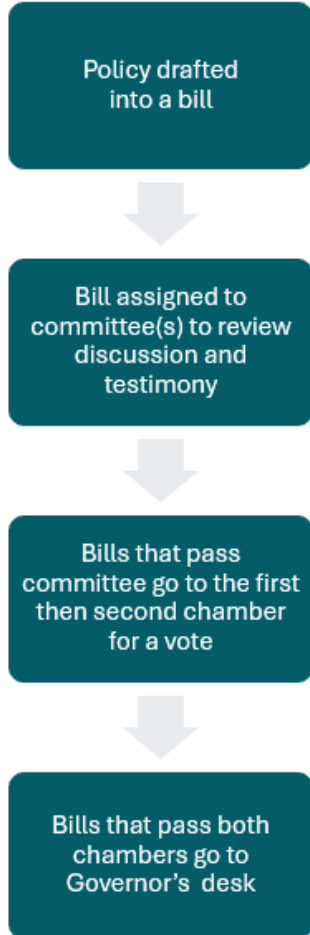 Policy drafted
into a bill
Bill assigned to
committee(s) to review
discussion and
testimony
Bills that pass
committee go to the first
then second chamber
for a vote
Bills that pass both
chambers go to
Governor's desk